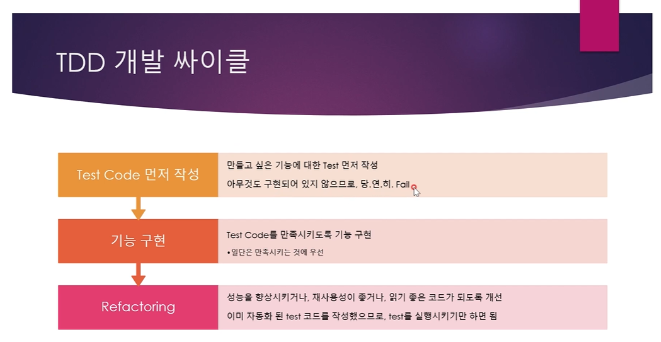 TDD 개발 싸이클
Test Code 먼저 작성
만들고 싶은 기능에 대한 Test 먼저 작성
아무것도 구현되어 있지 않으므로, 당.연.히. Fail
기능 구현
Test Code를 만족시키도록 기능 구현
•일단은 만족시키는 것에 우선
Refactoring
성능을 향상시키거나, 재사용성이 좋거나, 읽기 좋은 코드가 되도록 개선
이미 자동화 된 test 코드를 작성했으므로, test를 실행시키기만 하면 됨